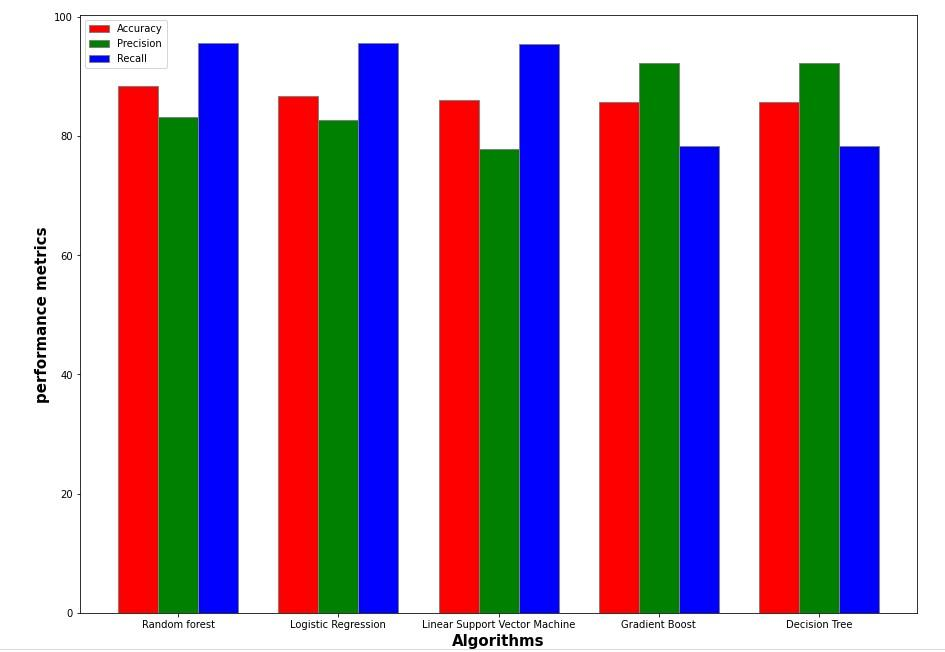 100
80
60
40
20
0
performance metrics
Accuracy
Precision
Recall
Random forest
Logistic Regression
Linear Support Vector Machine
Gradient Boost
Decision Tree
Algorithms